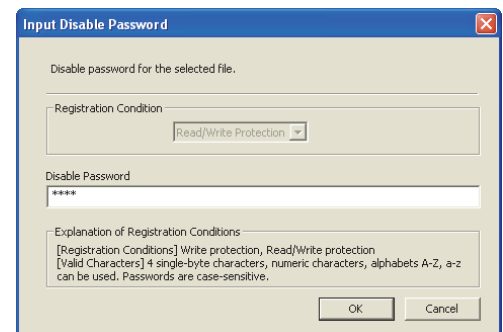 Input Disable Password
Disable password for the selected file.
Registration Condition
Read/Write Protection
Disable Password
****
Explanation of Registration Conditions
[Registration Conditions] Write protection, Read/Write protection
[Valid Characters] 4 single-byte characters, numeric characters, alphabets A-Z, a-z
can be used. Passwords are case-sensitive.
OK Cancel